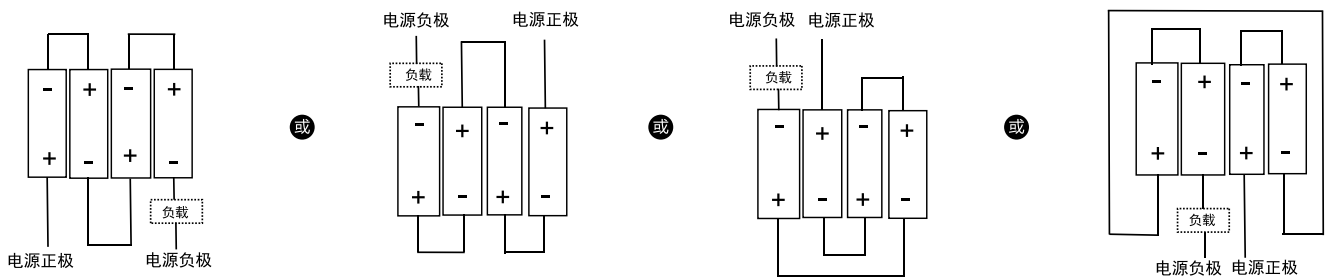 电源负极 电源正极
电源负极 电源正极
负载
负载
- + - +
- + - +
- + - +
- + - +
或
或
或
+ - + -
+ - + -
+ - + -
+ - + -
负载
负载
电源正极 电源负极
电源负极 电源正极